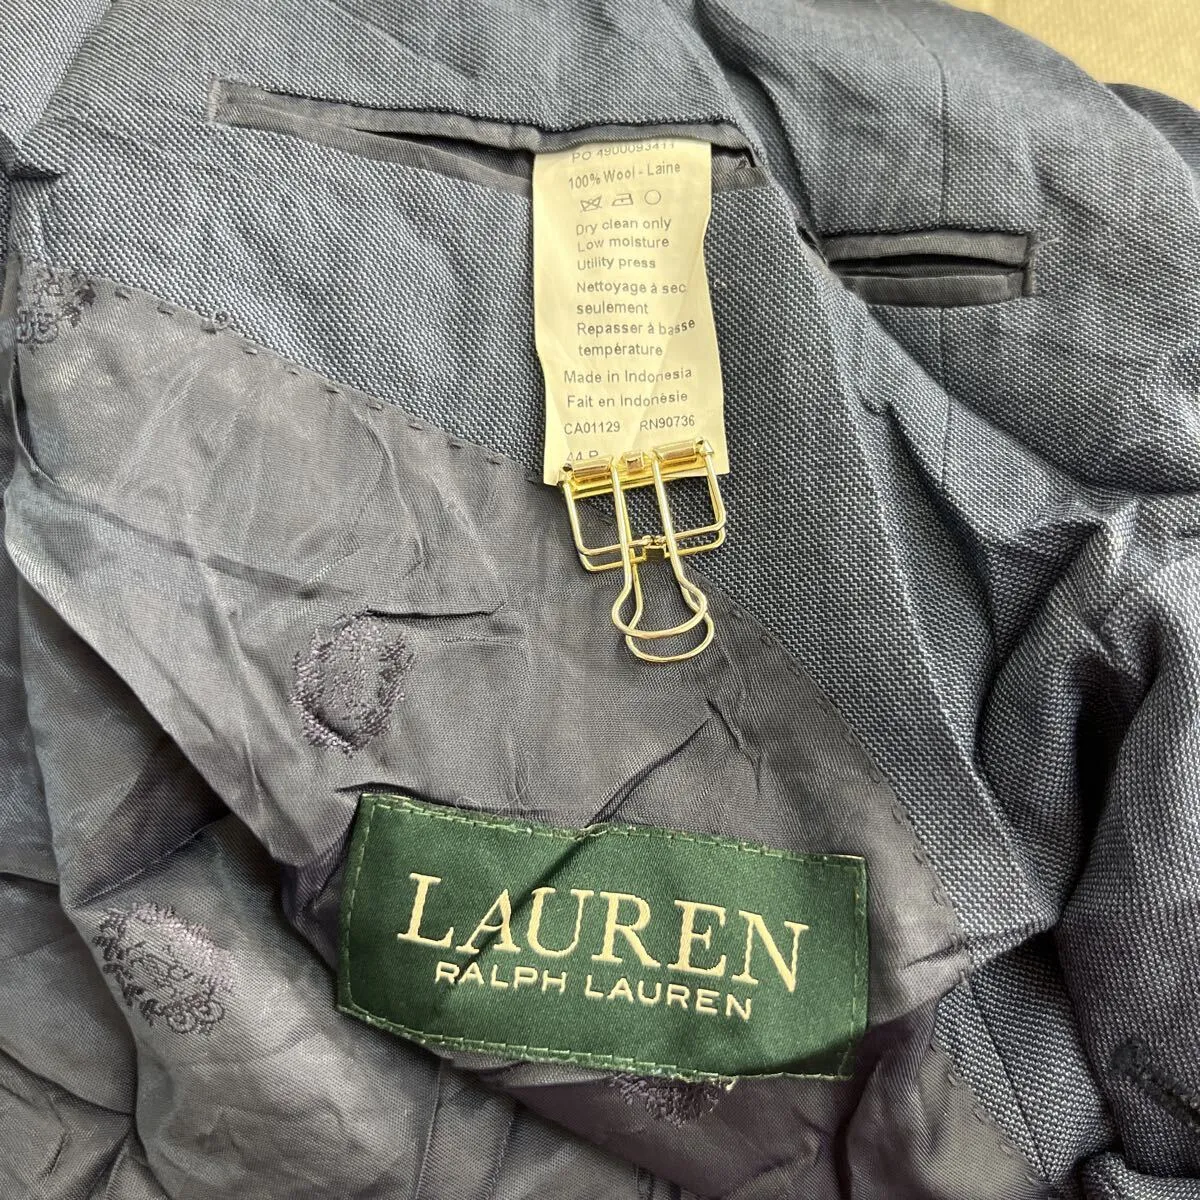 PO 4900093411
100% Wool - Laine
Dry clean only
Low moisture
Utility press
Nettoyage à sec
seulement
Repasser à basse
température
Made in Indonesia
Fait en Indonésie
CA01129 RN90736
44 R
LAUREN
RALPH LAUREN